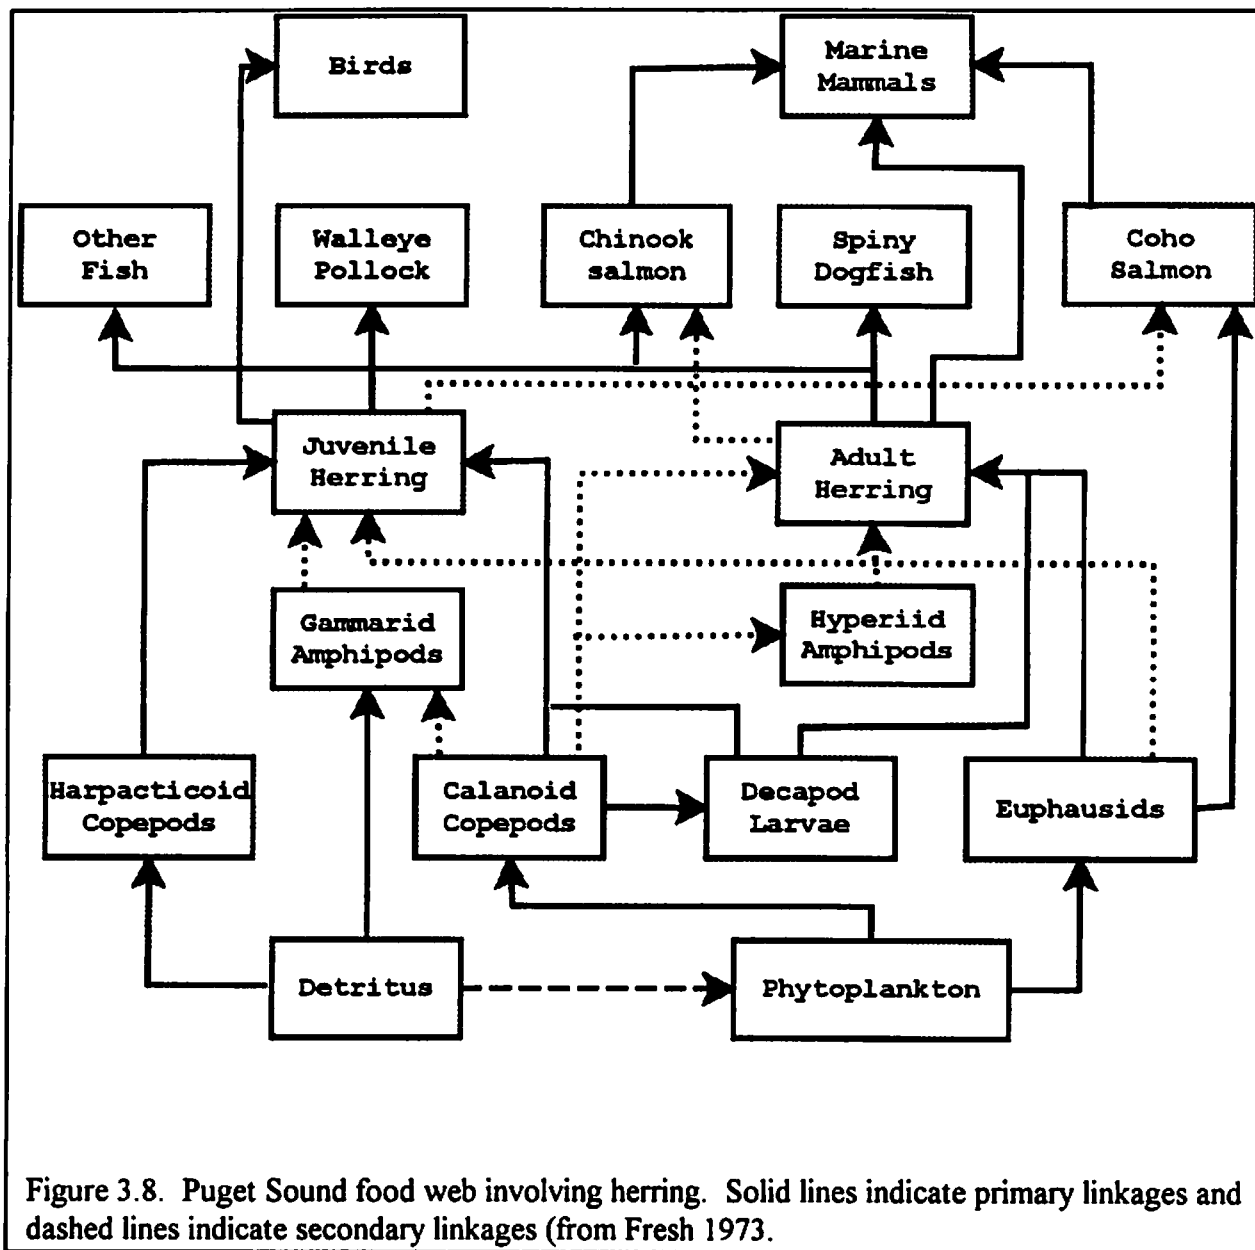 Birds
Marine
Mammals
Other
Fish
Walleye
Pollock
Chinook
salmon
Spiny
Dogfish
Coho
Salmon
Juvenile
Herring
Adult
Herring
Gammarid
Amphipods
Hyperiid
Amphipods
Harpacticoid
Copepods
Calanoid
Copepods
Decapod
Larvae
Euphausids
Detritus
Phytoplankton
Figure 3.8. Puget Sound food web involving herring. Solid lines indicate primary linkages and
dashed lines indicate secondary linkages (from Fresh 1973.